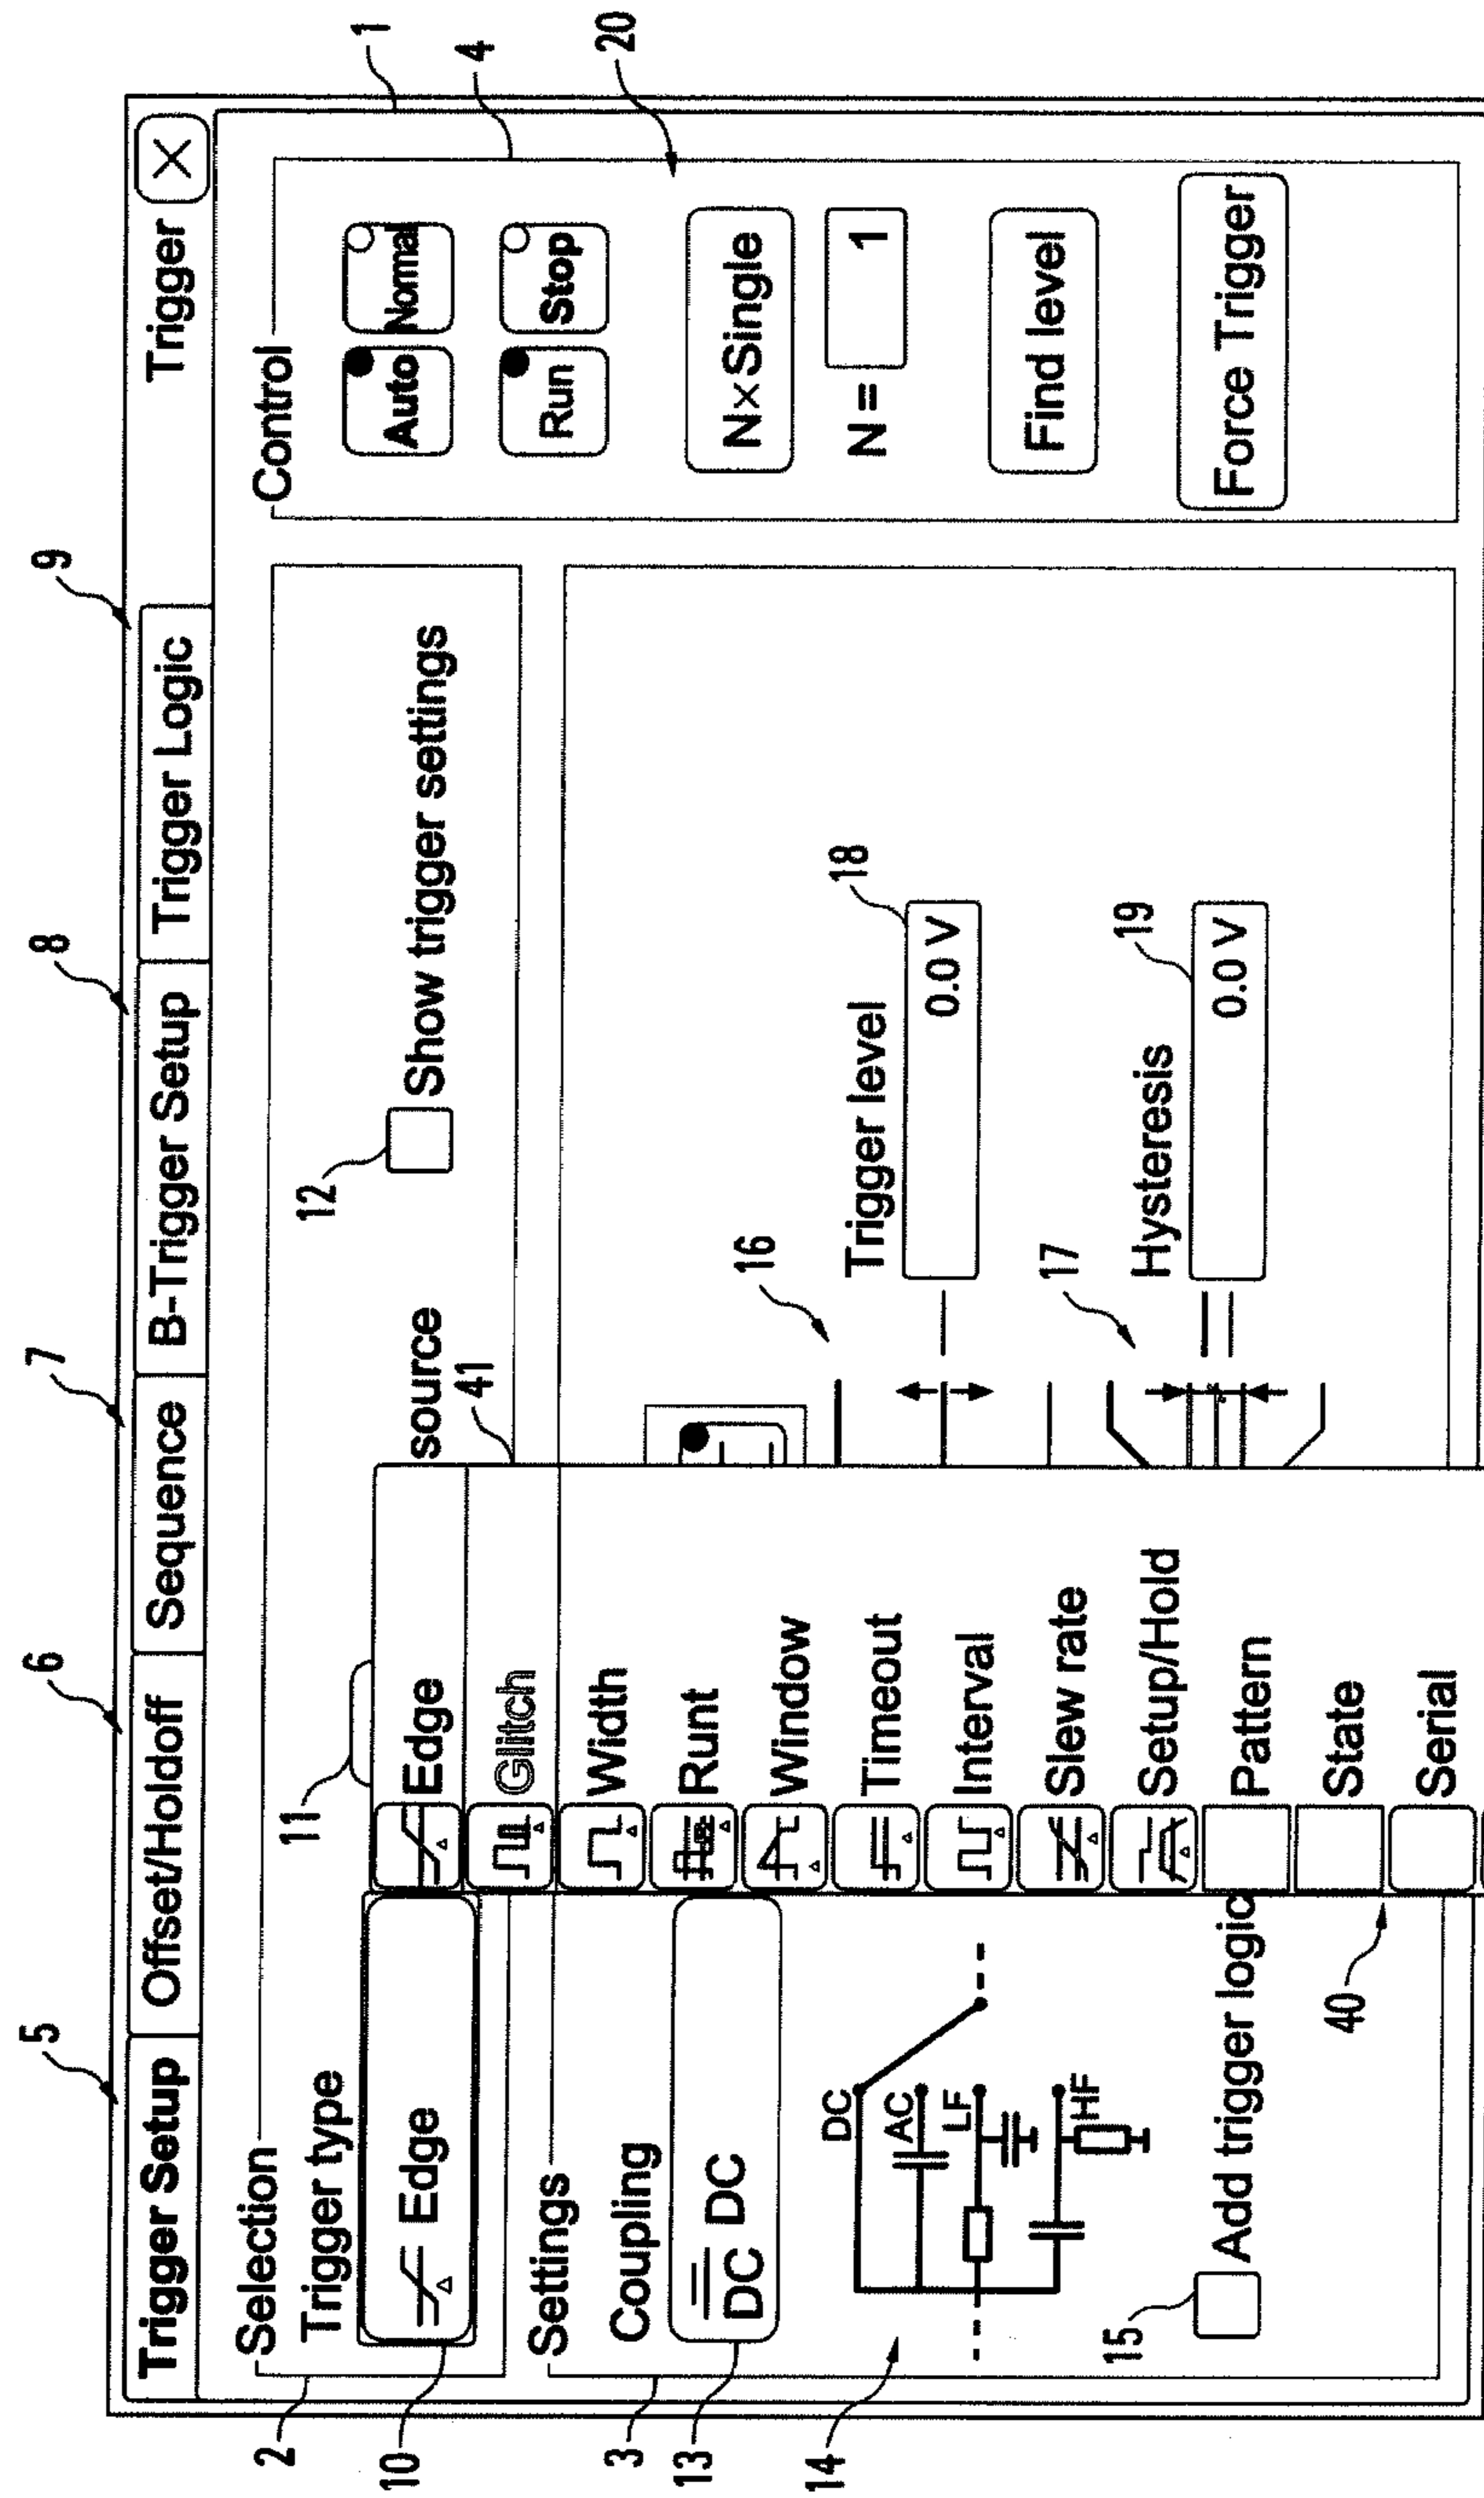 5
6
7
8
9
Trigger Setup
Offset/Holdoff
Sequence
B-Trigger Setup
Trigger Logic
Trigger
1
Selection
Trigger type
Edge
source
Show trigger settings
2
10
11
12
41
Edge
Glitch
Width
Runt
Window
Timeout
Interval
Slew rate
Setup/Hold
Pattern
State
Serial
40
Settings
Coupling
DC DC
3
13
14
DC
AC
LF
HF
15
Add trigger logic
16
Trigger level
18
0.0 V
17
Hysteresis
19
0.0 V
Control
4
20
Auto
Normal
Run
Stop
N×Single
N = 1
Find level
Force Trigger